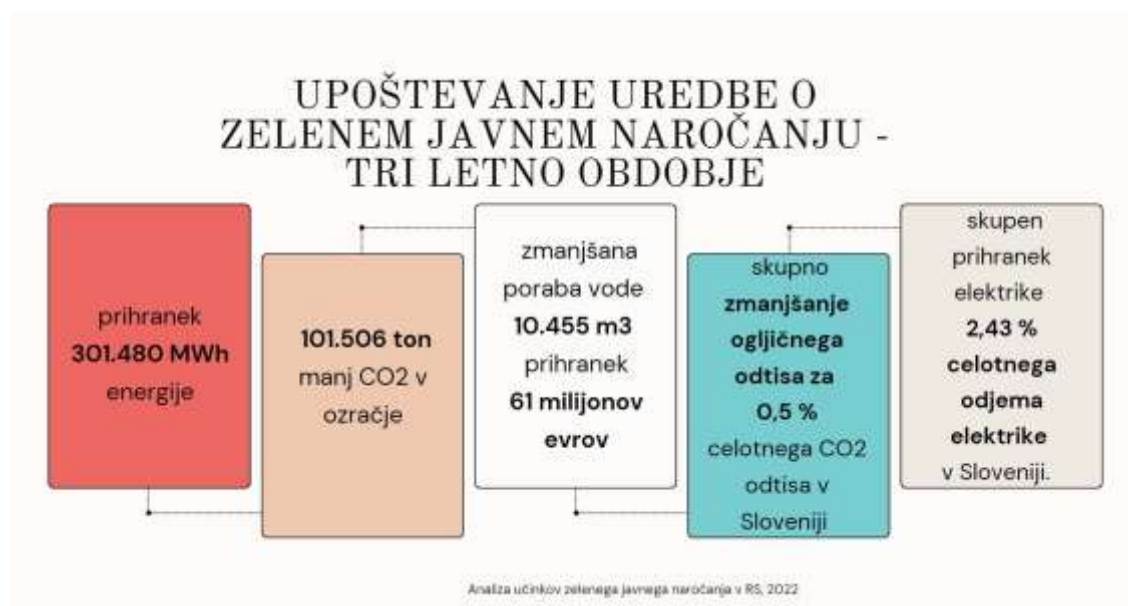 UPOŠTEVANJE UREDBE O
ZELENEM JAVNEM NAROČANJU -
TRI LETNO OBDOBJE
prihranek
301.480 MWh
energije
101.506 ton
manj CO2 v
ozračje
zmanjšana
poraba vode
10.455 m3
prihranek
61 milijonov
evrov
skupno
zmanjšanje
ogljičnega
odtisa za
0,5 %
celotnega CO2
odtisa v
Sloveniji
skupen
prihranek
elektrike
2,43 %
celotnega
odjema
elektrike
v Sloveniji.
Analiza učinkov zelenega javnega naročanja v RS, 2022